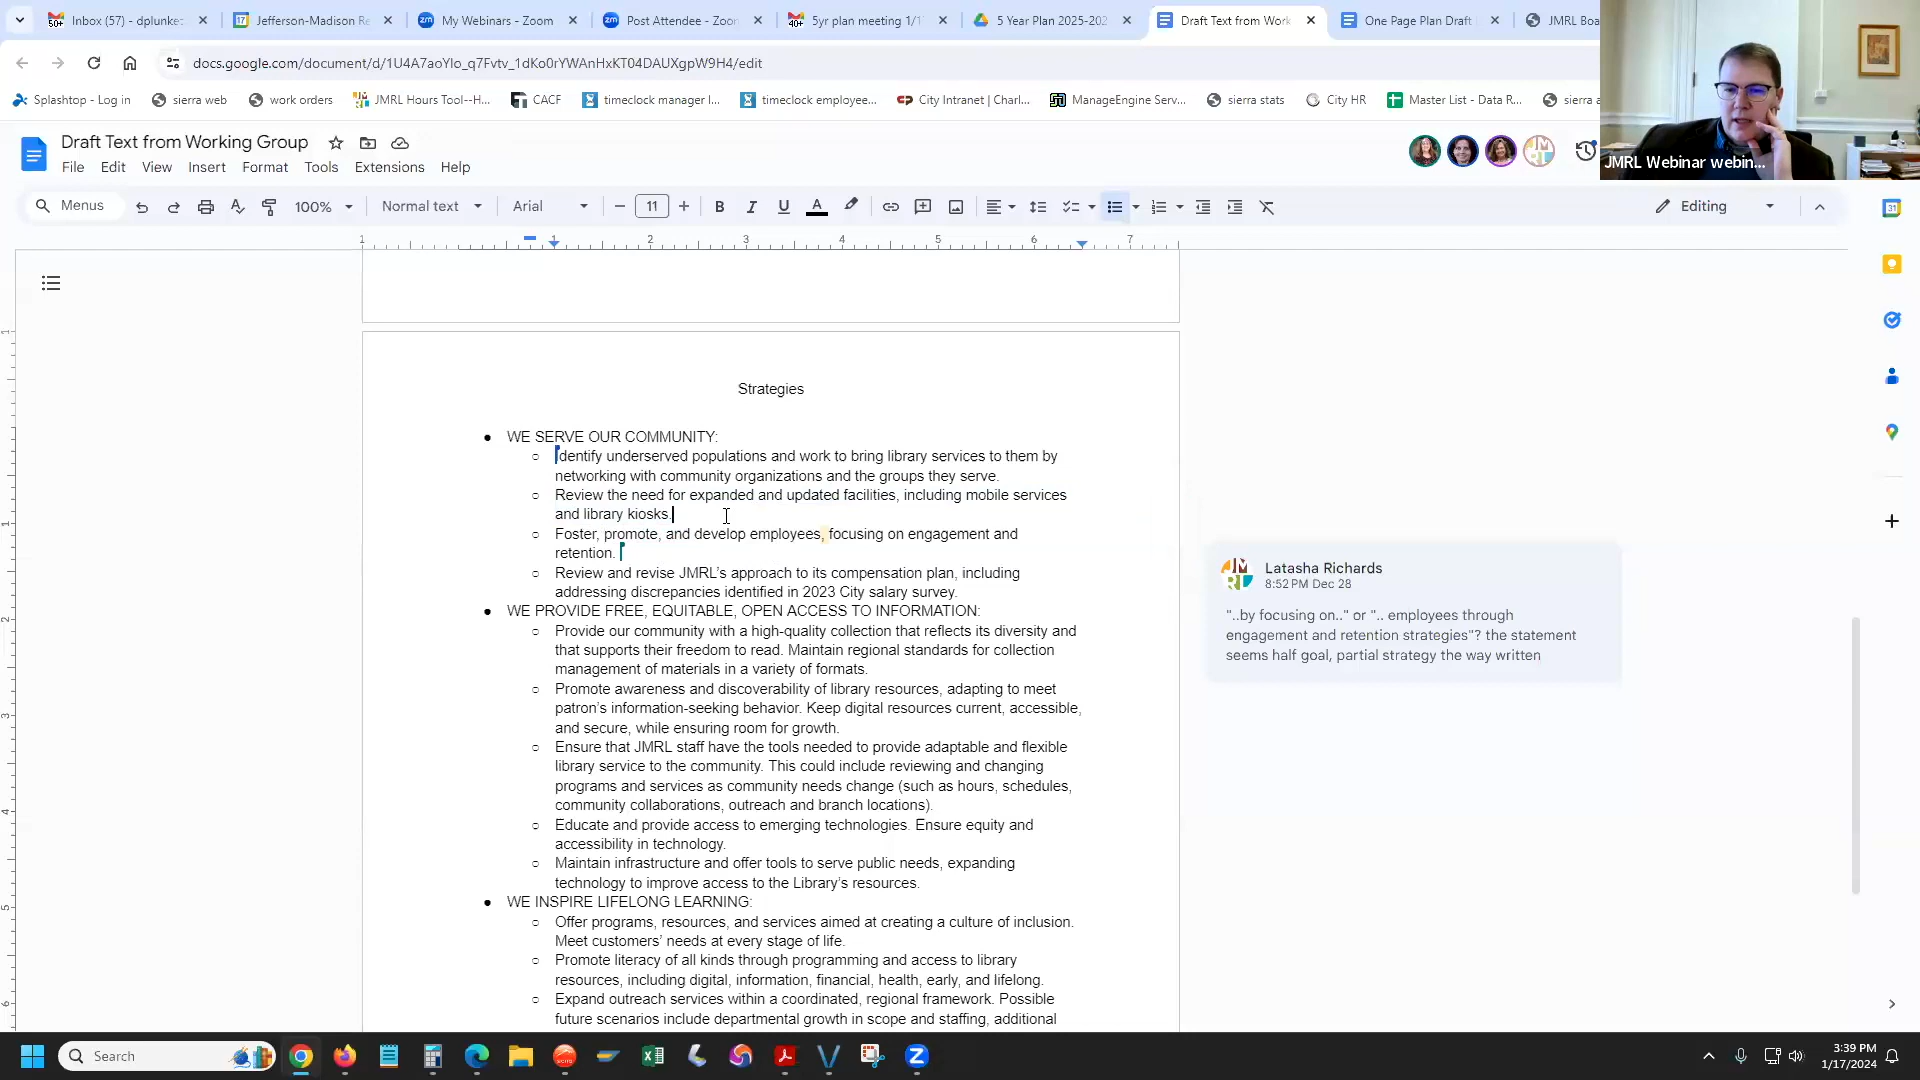 Inbox (57) - dplunke
Jefferson-Madison Re
My Webinars - Zoom
Post Attendee - Zoom
5yr plan meeting 1/1
5 Year Plan 2025-202
Draft Text from Work
One Page Plan Draft
JMRL Boa
docs.google.com/document/d/1U4A7aoYlo_q7Fvtv_1dKo0rYWAnHxKT04DAUXgpW9H4/edit
Splashtop - Log in
sierra web
work orders
JMRL Hours Tool--H...
CACF
timeclock manager l...
timeclock employee...
City Intranet | Charl...
ManageEngine Serv...
sierra stats
City HR
Master List - Data R...
sierra a
JMRL Webinar webin...
Draft Text from Working Group
File Edit View Insert Format Tools Extensions Help
Menus 100% Normal text Arial 11 B I U A Editing
1 1 2 3 4 5 6 7
Strategies
● WE SERVE OUR COMMUNITY:
○ Identify underserved populations and work to bring library services to them by
networking with community organizations and the groups they serve.
○ Review the need for expanded and updated facilities, including mobile services
and library kiosks.
○ Foster, promote, and develop employees, focusing on engagement and
retention.
○ Review and revise JMRL's approach to its compensation plan, including
addressing discrepancies identified in 2023 City salary survey.
● WE PROVIDE FREE, EQUITABLE, OPEN ACCESS TO INFORMATION:
○ Provide our community with a high-quality collection that reflects its diversity and
that supports their freedom to read. Maintain regional standards for collection
management of materials in a variety of formats.
○ Promote awareness and discoverability of library resources, adapting to meet
patron's information-seeking behavior. Keep digital resources current, accessible,
and secure, while ensuring room for growth.
○ Ensure that JMRL staff have the tools needed to provide adaptable and flexible
library service to the community. This could include reviewing and changing
programs and services as community needs change (such as hours, schedules,
community collaborations, outreach and branch locations).
○ Educate and provide access to emerging technologies. Ensure equity and
accessibility in technology.
○ Maintain infrastructure and offer tools to serve public needs, expanding
technology to improve access to the Library's resources.
● WE INSPIRE LIFELONG LEARNING:
○ Offer programs, resources, and services aimed at creating a culture of inclusion.
Meet customers' needs at every stage of life.
○ Promote literacy of all kinds through programming and access to library
resources, including digital, information, financial, health, early, and lifelong.
○ Expand outreach services within a coordinated, regional framework. Possible
future scenarios include departmental growth in scope and staffing, additional
Latasha Richards
8:52 PM Dec 28
"..by focusing on.." or ".. employees through
engagement and retention strategies"? the statement
seems half goal, partial strategy the way written
Search
3:39 PM
1/17/2024